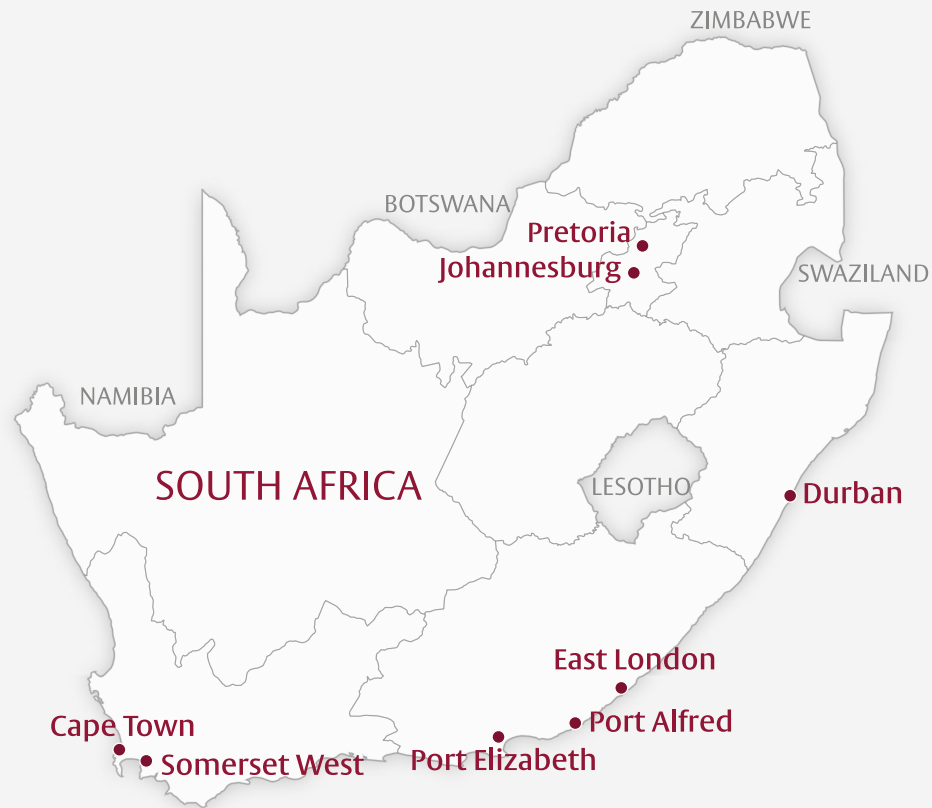 ZIMBABWE
BOTSWANA
Pretoria
Johannesburg
SWAZILAND
NAMIBIA
SOUTH AFRICA
LESOTHO
Durban
East London
Port Alfred
Cape Town
Port Elizabeth
Somerset West